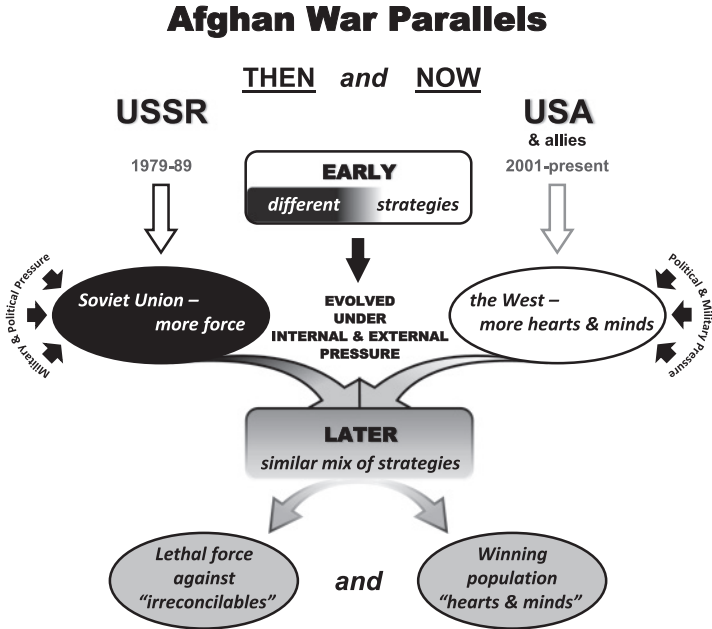 Afghan War Parallels
THEN and NOW
USSR
USA
& allies
1979-89
2001-present
EARLY
different strategies
Military & Political Pressure
Soviet Union –
more force
EVOLVED
UNDER
INTERNAL & EXTERNAL
PRESSURE
the West –
more hearts & minds
Political & Military Pressure
LATER
similar mix of strategies
Lethal force
against
"irreconcilables"
and
Winning
population
"hearts & minds"